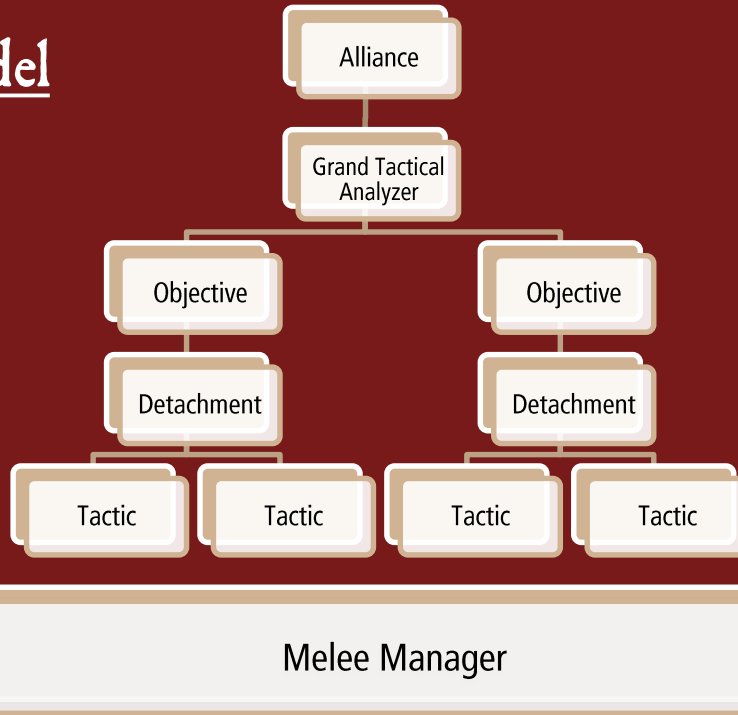 del
Alliance
Grand Tactical
Analyzer
Objective
Objective
Detachment
Detachment
Tactic
Tactic
Tactic
Tactic
Melee Manager